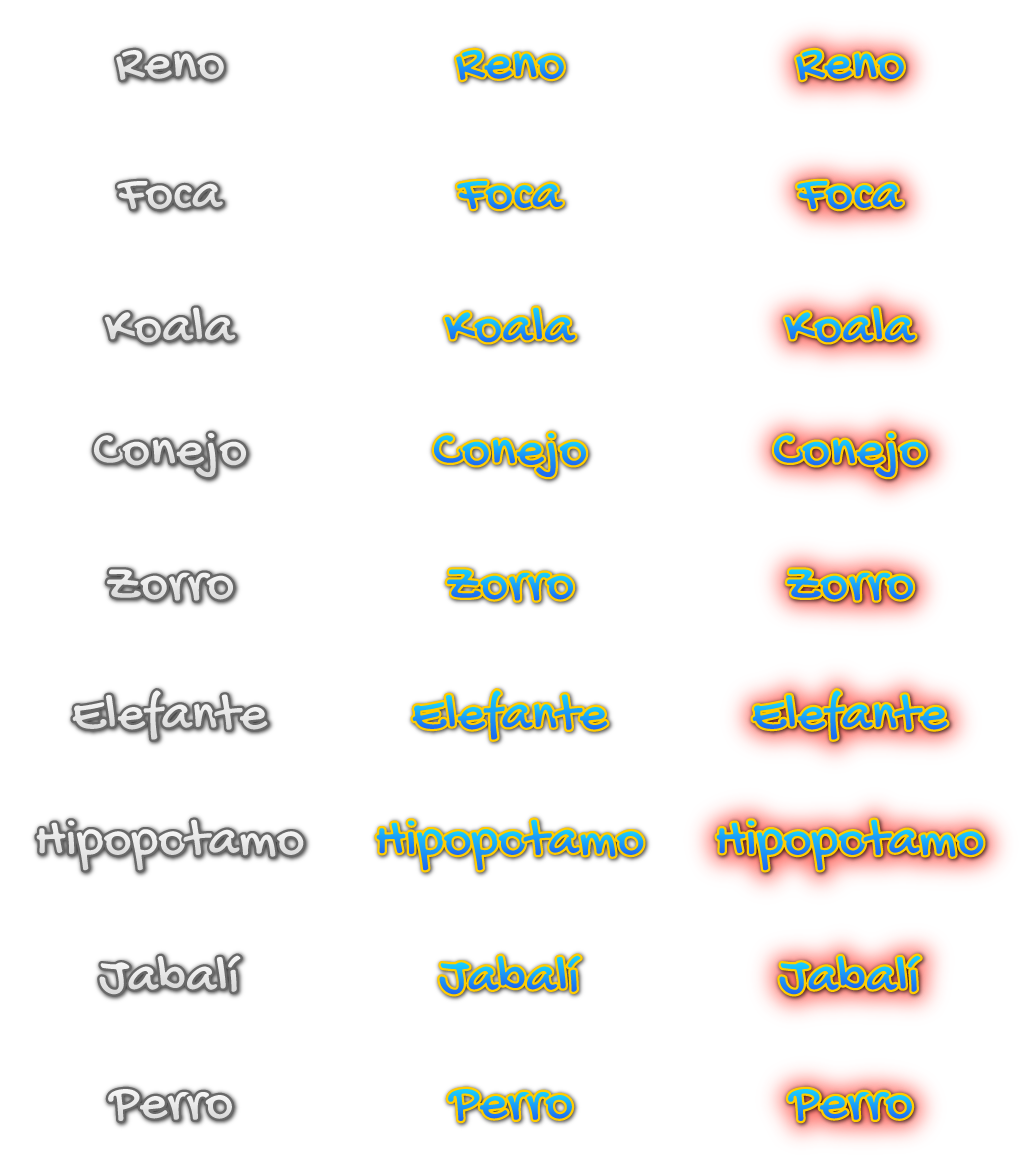 Reno Reno Reno
Foca Foca Foca
Koala Koala Koala
Conejo Conejo Conejo
Zorro Zorro Zorro
Elefante Elefante Elefante
Hipopotamo Hipopotamo Hipopotamo
Jabalí Jabalí Jabalí
Perro Perro Perro